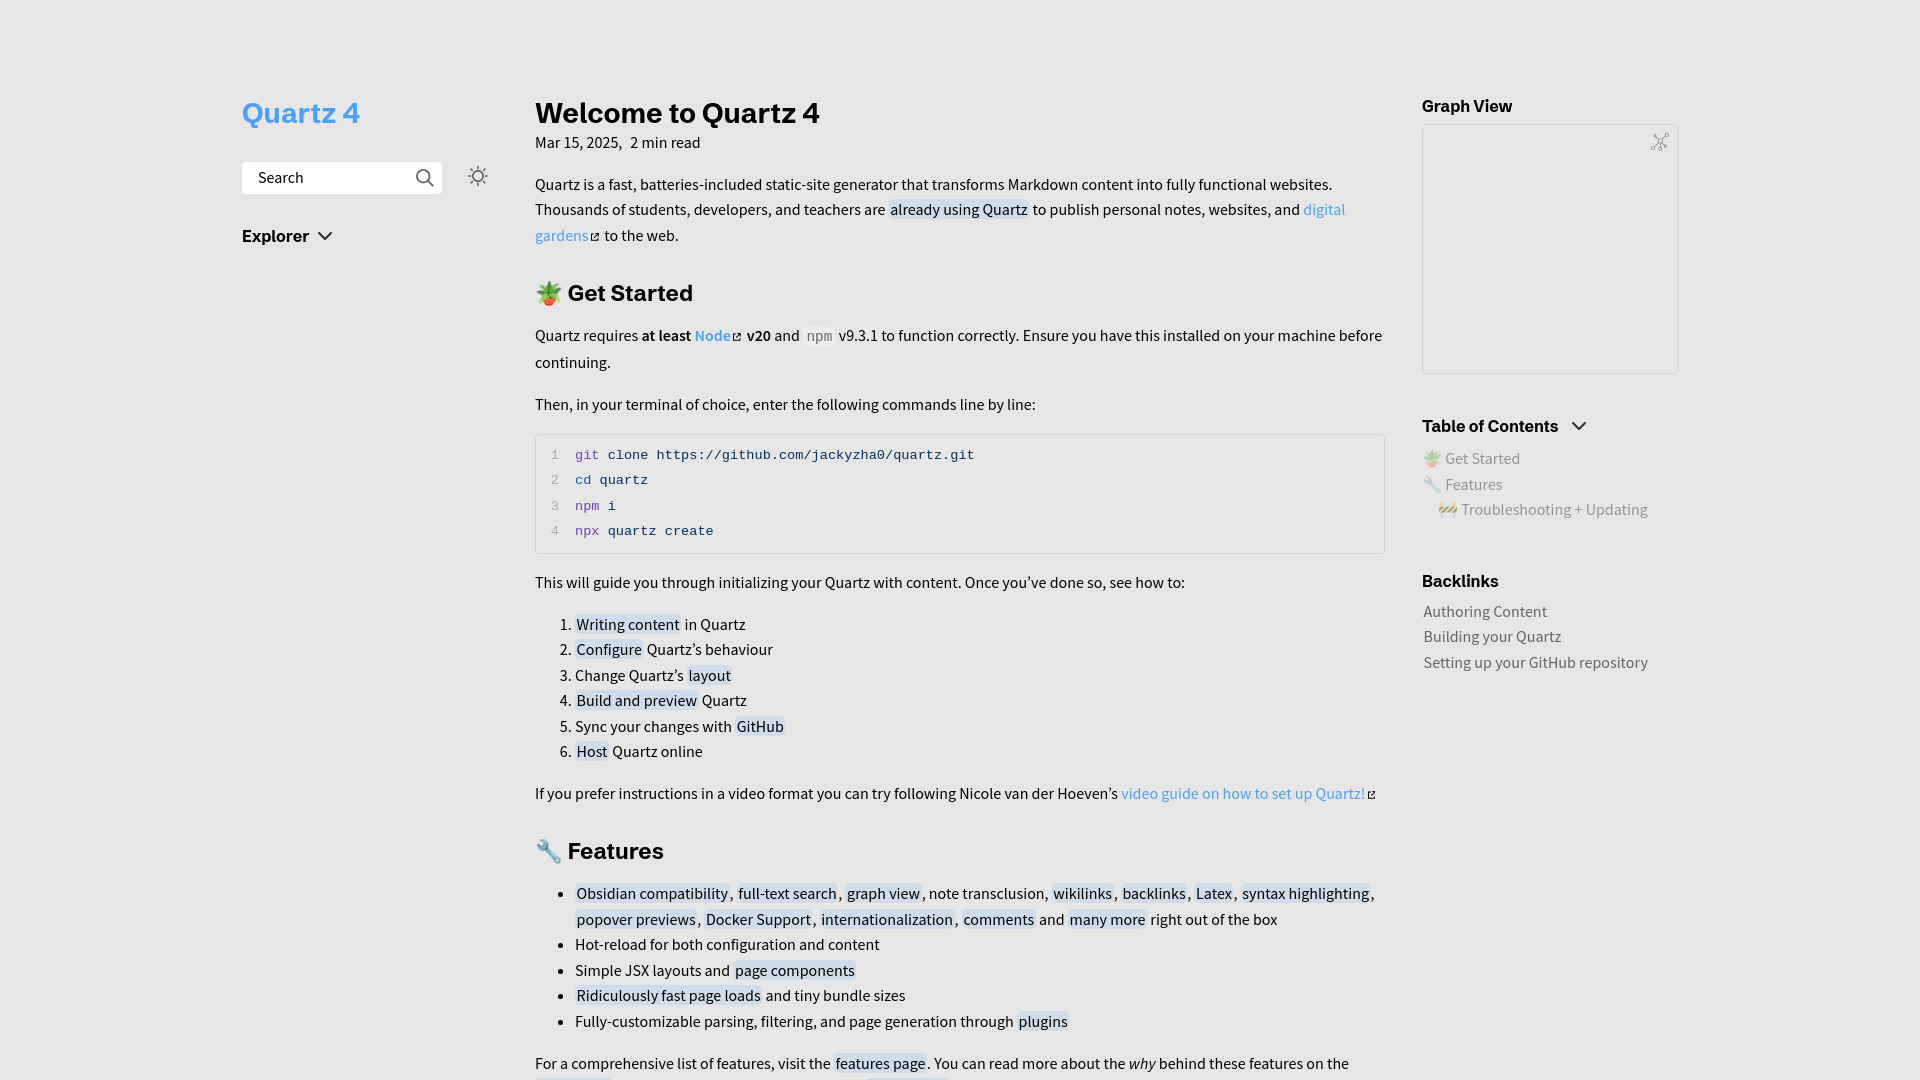 Quartz 4
Search
Explorer
Welcome to Quartz 4
Mar 15, 2025, 2 min read
Quartz is a fast, batteries-included static-site generator that transforms Markdown content into fully functional websites.
Thousands of students, developers, and teachers are already using Quartz to publish personal notes, websites, and digital
gardens to the web.
🪴 Get Started
Quartz requires at least Node v20 and npm v9.3.1 to function correctly. Ensure you have this installed on your machine before
continuing.
Then, in your terminal of choice, enter the following commands line by line:
1 git clone https://github.com/jackyzha0/quartz.git
2 cd quartz
3 npm i
4 npx quartz create
This will guide you through initializing your Quartz with content. Once you’ve done so, see how to:
1. Writing content in Quartz
2. Configure Quartz’s behaviour
3. Change Quartz’s layout
4. Build and preview Quartz
5. Sync your changes with GitHub
6. Host Quartz online
If you prefer instructions in a video format you can try following Nicole van der Hoeven’s video guide on how to set up Quartz!
🔧 Features
• Obsidian compatibility, full-text search, graph view, note transclusion, wikilinks, backlinks, Latex, syntax highlighting,
popover previews, Docker Support, internationalization, comments and many more right out of the box
• Hot-reload for both configuration and content
• Simple JSX layouts and page components
• Ridiculously fast page loads and tiny bundle sizes
• Fully-customizable parsing, filtering, and page generation through plugins
For a comprehensive list of features, visit the features page. You can read more about the why behind these features on the
Graph View
Table of Contents
🪴 Get Started
🔧 Features
🚧 Troubleshooting + Updating
Backlinks
Authoring Content
Building your Quartz
Setting up your GitHub repository